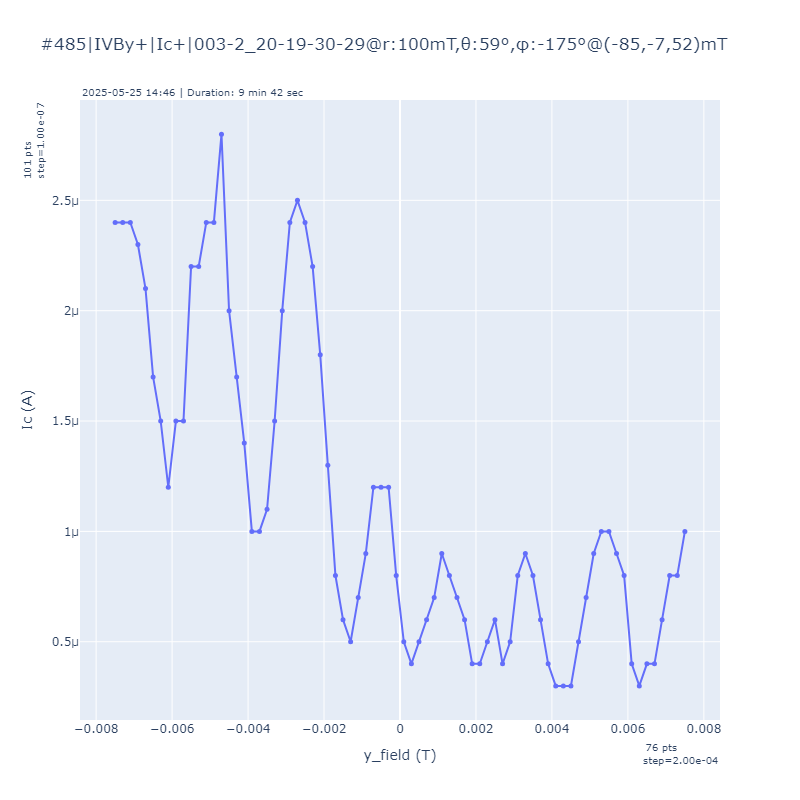 #485|IVBy+|Ic+|003-2_20-19-30-29@r:100mT,θ:59°,φ:-175°@(-85,-7,52)mT
2025-05-25 14:46 | Duration: 9 min 42 sec
101 pts
step=1.00e-07
2.5μ
2μ
1.5μ
1μ
0.5μ
Ic (A)
−0.008
−0.006
−0.004
−0.002
0
0.002
0.004
0.006
0.008
y_field (T)
76 pts
step=2.00e-04